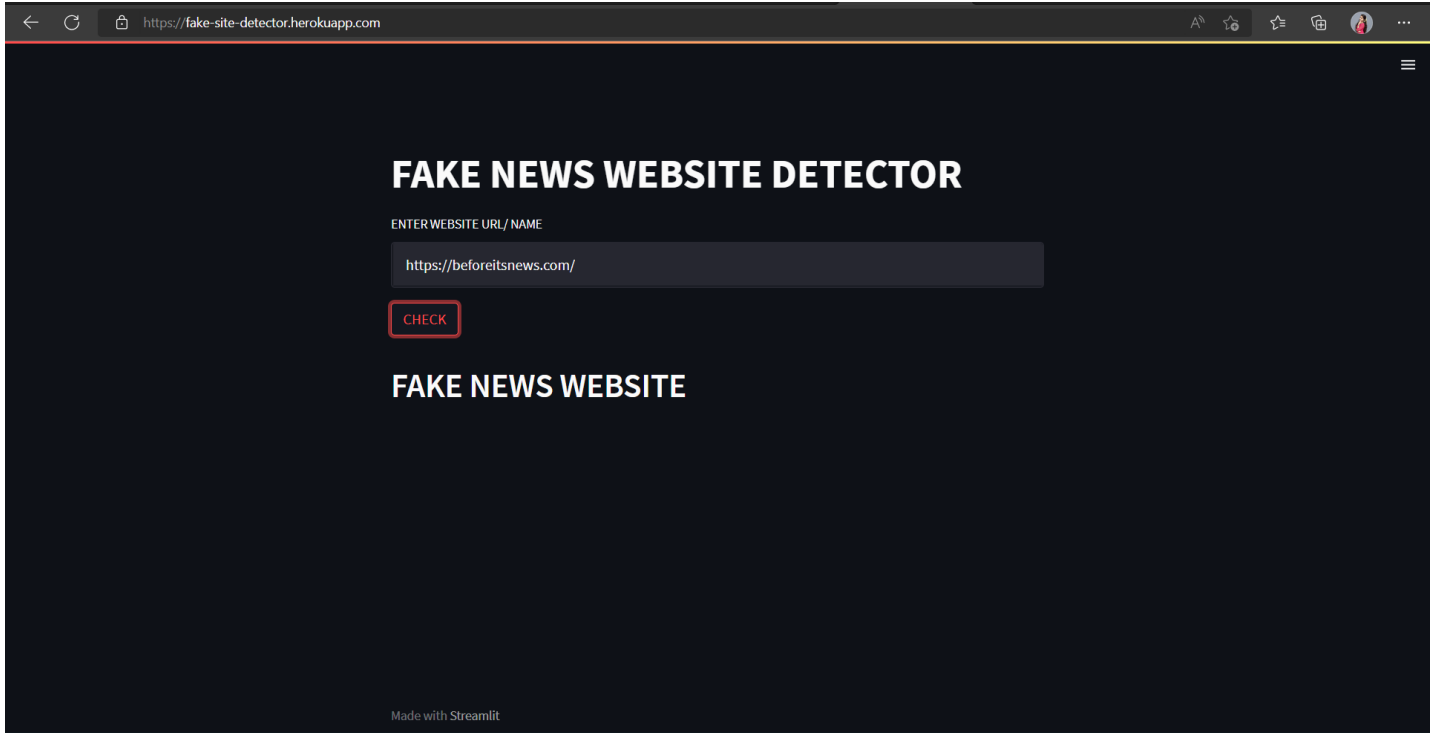 https://fake-site-detector.herokuapp.com
FAKE NEWS WEBSITE DETECTOR
ENTER WEBSITE URL/ NAME
https://beforeitsnews.com/
CHECK
FAKE NEWS WEBSITE
Made with Streamlit